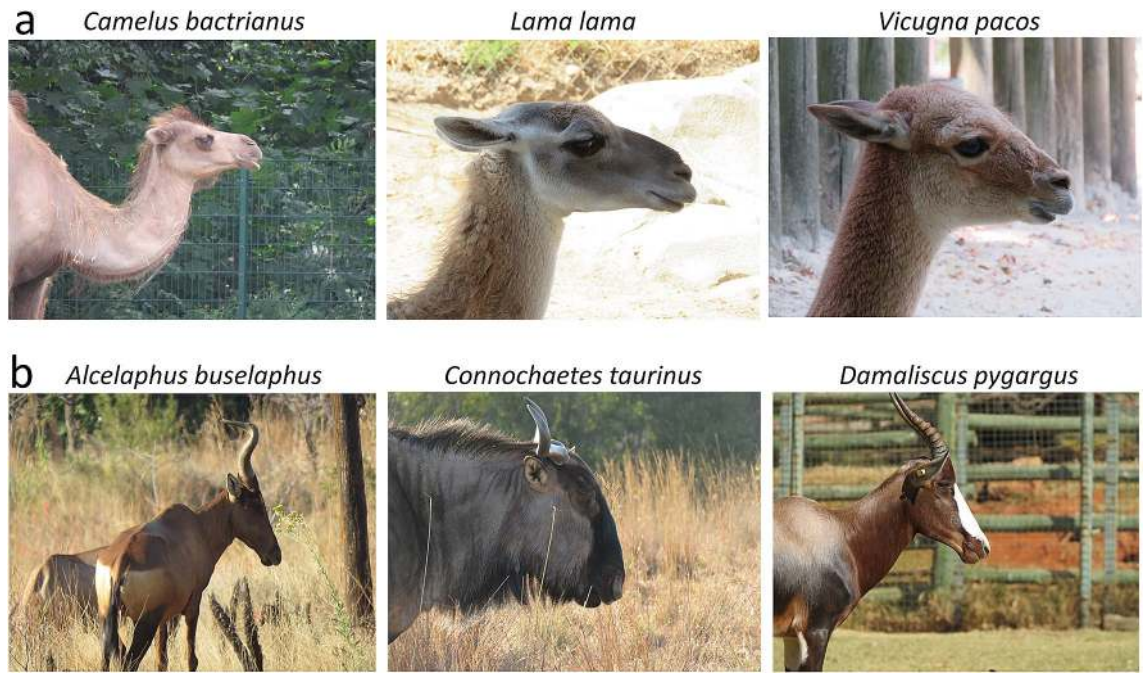 a
Camelus bactrianus
Lama lama
Vicugna pacos
b
Alcelaphus buselaphus
Connochaetes taurinus
Damaliscus pygargus